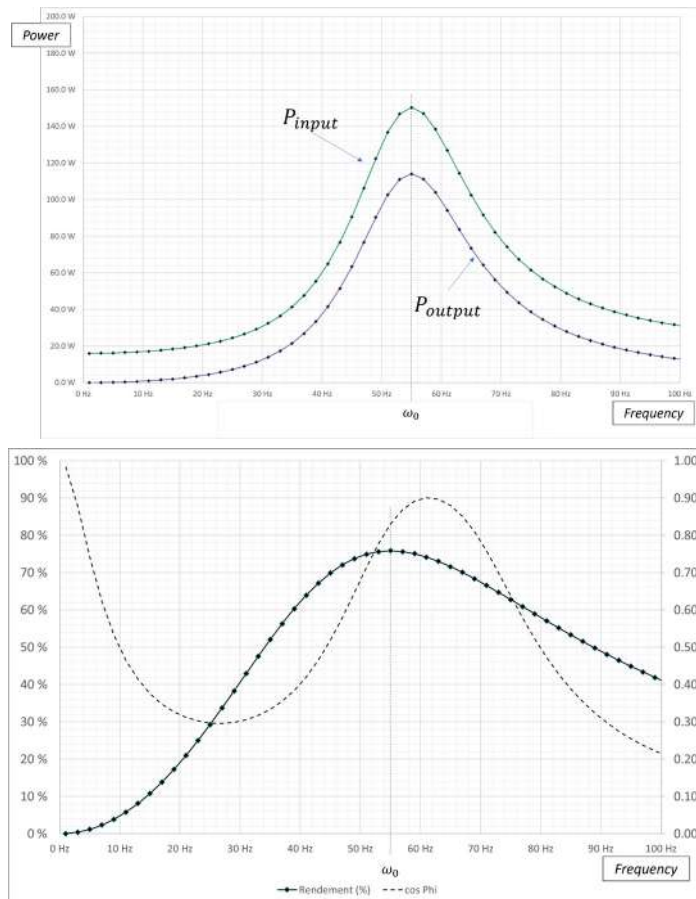 Power
200.0 W
180.0 W
160.0 W
140.0 W
120.0 W
100.0 W
80.0 W
60.0 W
40.0 W
20.0 W
0.0 W
P_input
P_output
0 Hz 10 Hz 20 Hz 30 Hz 40 Hz 50 Hz 60 Hz 70 Hz 80 Hz 90 Hz 100 Hz
ω₀
Frequency
100 %
90 %
80 %
70 %
60 %
50 %
40 %
30 %
20 %
10 %
0 %
1.00
0.90
0.80
0.70
0.60
0.50
0.40
0.30
0.20
0.10
0.00
0 Hz 10 Hz 20 Hz 30 Hz 40 Hz 50 Hz 60 Hz 70 Hz 80 Hz 90 Hz 100 Hz
ω₀
Frequency
Rendement (%) cos Phi